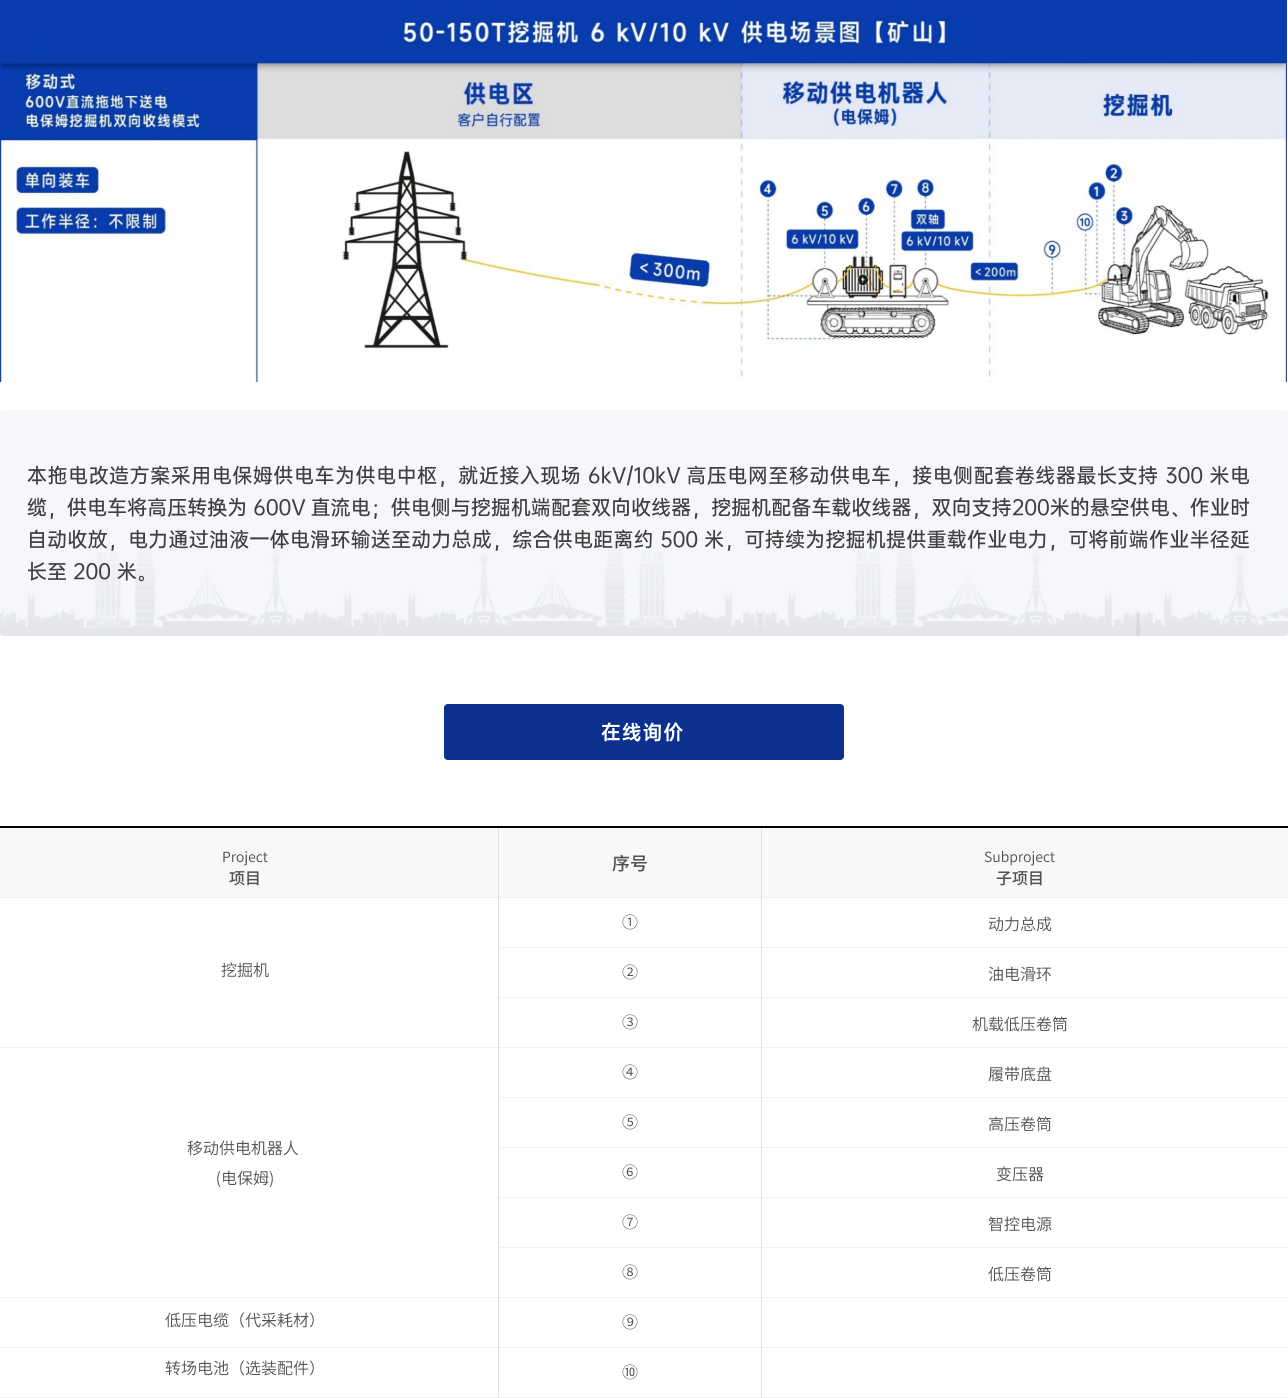 50-150T挖掘机 6 kV/10 kV 供电场景图【矿山】
移动式
600V直流拖地下送电
电保姆挖掘机双向收线模式
供电区
客户自行配置
移动供电机器人
(电保姆)
挖掘机
单向装车
工作半径：不限制
④
⑤
⑥
⑦
⑧
双轴
6 kV/10 kV
6 kV/10 kV
②
①
③
⑩
⑨
<300m
<200m
本拖电改造方案采用电保姆供电车为供电中枢，就近接入现场 6kV/10kV 高压电网至移动供电车，接电侧配套卷线器最长支持 300 米电
缆，供电车将高压转换为 600V 直流电；供电侧与挖掘机端配套双向收线器，挖掘机配备车载收线器，双向支持200米的悬空供电、作业时
自动收放，电力通过油液一体电滑环输送至动力总成，综合供电距离约 500 米，可持续为挖掘机提供重载作业电力，可将前端作业半径延
长至 200 米。
在线询价
Project
项目
序号
Subproject
子项目
挖掘机
①
动力总成
②
油电滑环
③
机载低压卷筒
移动供电机器人
(电保姆)
④
履带底盘
⑤
高压卷筒
⑥
变压器
⑦
智控电源
⑧
低压卷筒
低压电缆（代采耗材）
⑨
转场电池（选装配件）
⑩